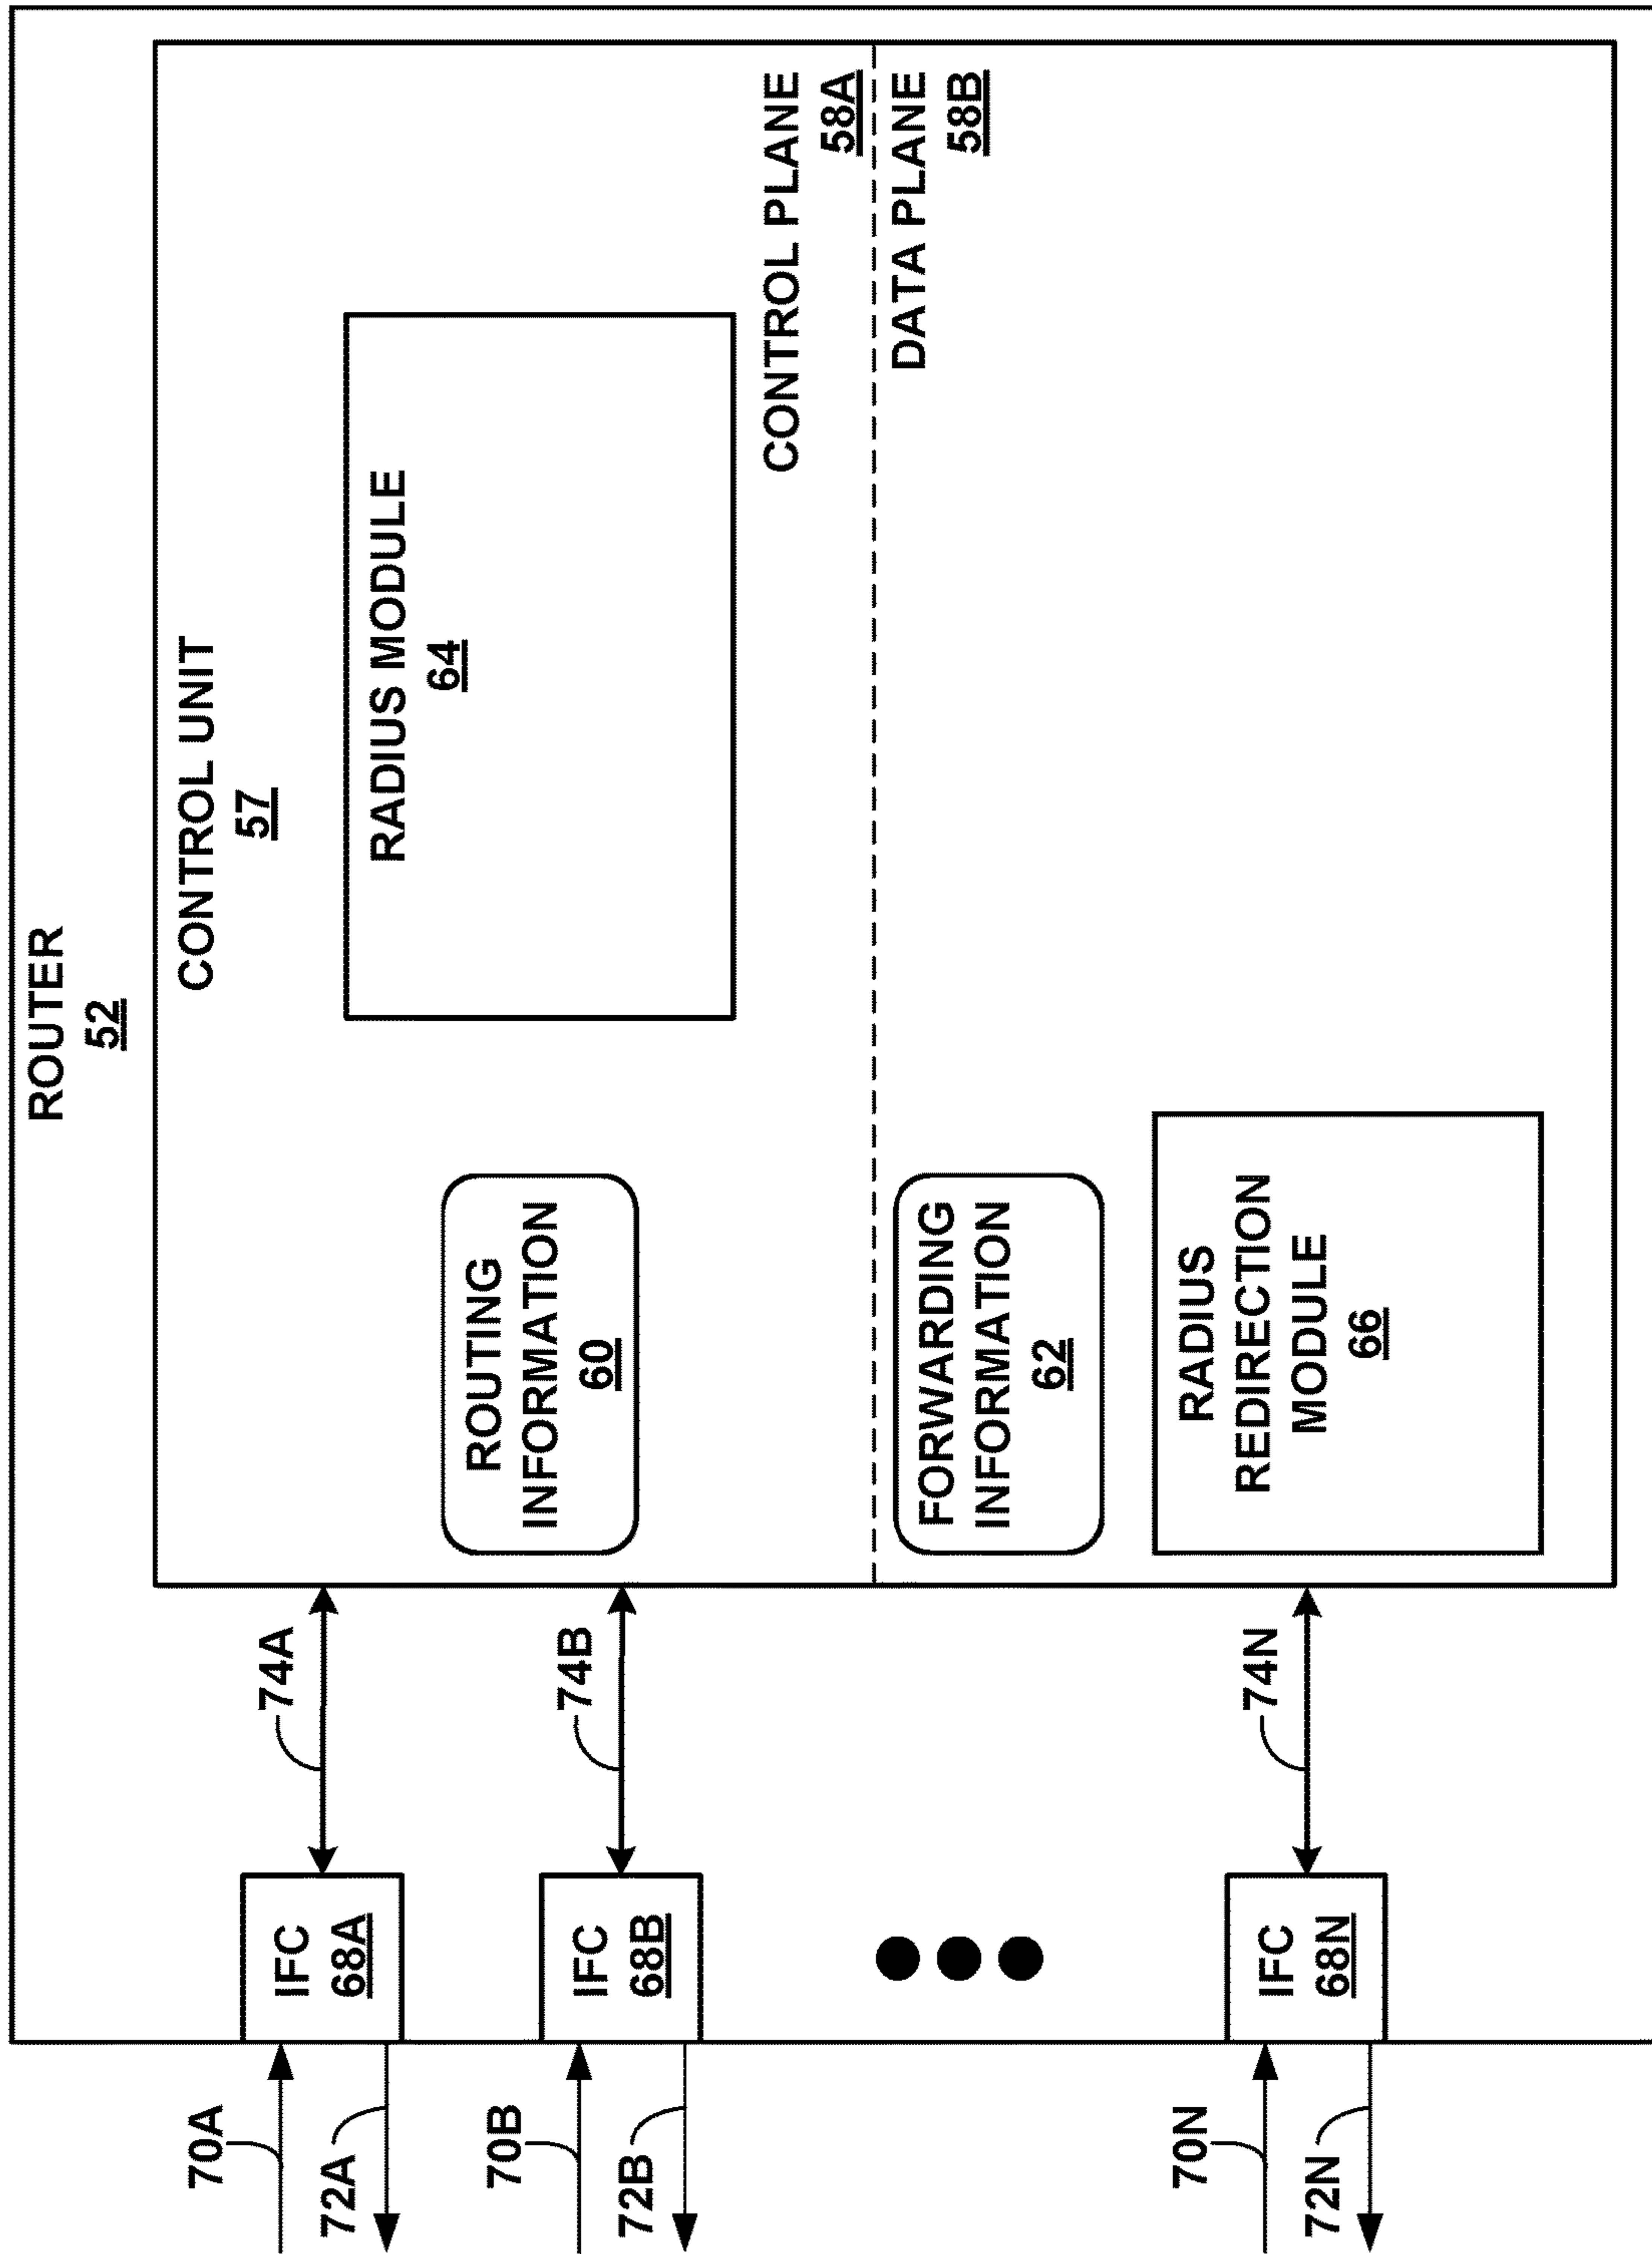 ROUTER
52
CONTROL UNIT
57
RADIUS MODULE
64
ROUTING
INFORMATION
60
CONTROL PLANE
58A
DATA PLANE
58B
FORWARDING
INFORMATION
62
RADIUS
REDIRECTION
MODULE
66
74A
74B
74N
IFC
68A
IFC
68B
IFC
68N
70A
72A
70B
72B
70N
72N